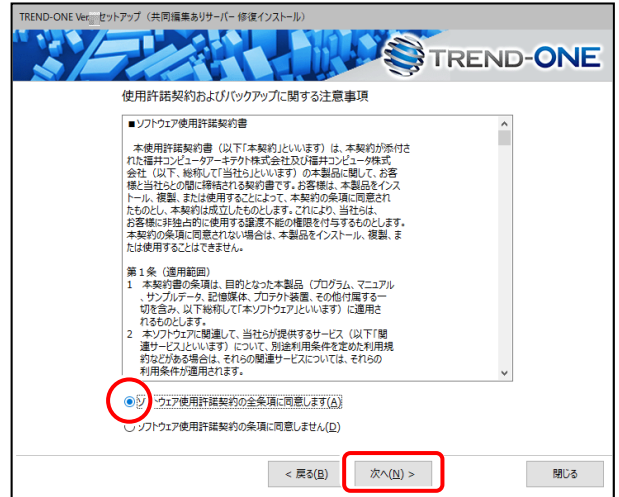 TREND-ONE Ver. セットアップ（共同編集ありサーバー 修復インストール）
TREND-ONE
使用許諾契約およびバックアップに関する注意事項
■ソフトウェア使用許諾契約書
本使用許諾契約書（以下「本契約」といいます）は、本契約が添付さ
れた福井コンピュータアーキテクト株式会社及び福井コンピュータ株式
会社（以下、総称して「当社ら」といいます）の本製品に関して、お客
様と当社らとの間に締結される契約書です。お客様は、本製品をインス
トール、複製、または使用することによって、本契約の条項に同意され
たものとし、本契約は成立したものとします。これにより、当社らは、
お客様に非独占的に使用する譲渡不能の権限を付与するものとします。
本契約の条項に同意されない場合は、本製品をインストール、複製、ま
たは使用することはできません。
第１条（適用範囲）
1 本契約書の条項は、目的となった本製品（プログラム、マニュアル
、サンプルデータ、記憶媒体、プロテクト装置、その他付属する一
切を含み、以下総称して「本ソフトウェア」といいます）に適用さ
れるものとします。
2 本ソフトウェアに関連して、当社らが提供するサービス（以下「関
連サービス」といいます）について、別途利用条件を定めた利用規
約などがある場合は、それらの関連サービスについては、それらの
利用条件が適用されます。
ソフトウェア使用許諾契約の全条項に同意します(A)
ソフトウェア使用許諾契約の条項に同意しません(D)
< 戻る(B)
次へ(N) >
閉じる